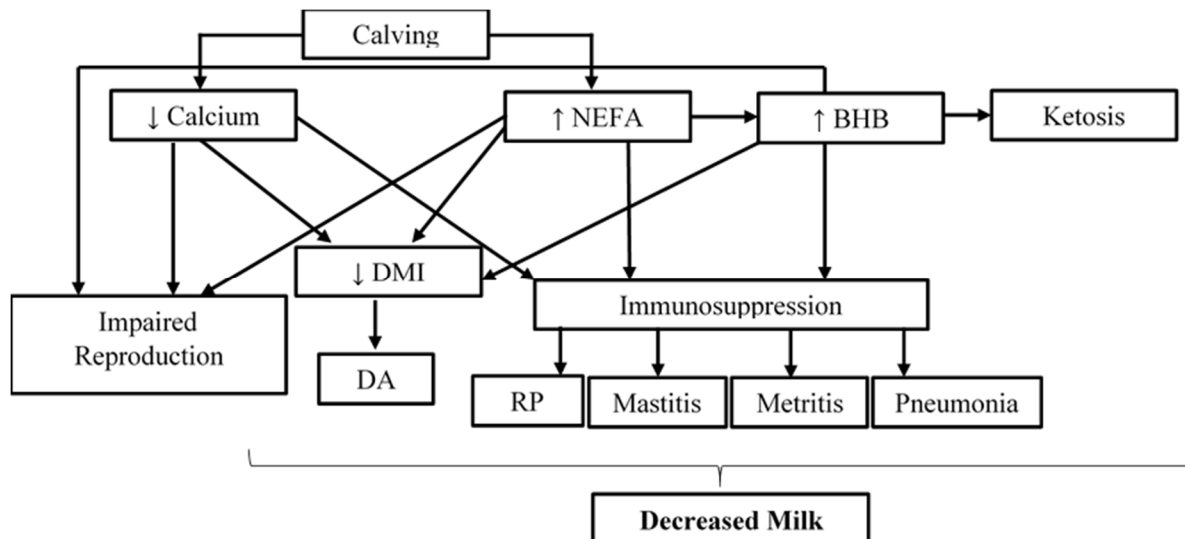 Calving
↓ Calcium
↑ NEFA
↑ BHB
Ketosis
↓ DMI
Impaired
Reproduction
Immunosuppression
DA
RP
Mastitis
Metritis
Pneumonia
Decreased Milk